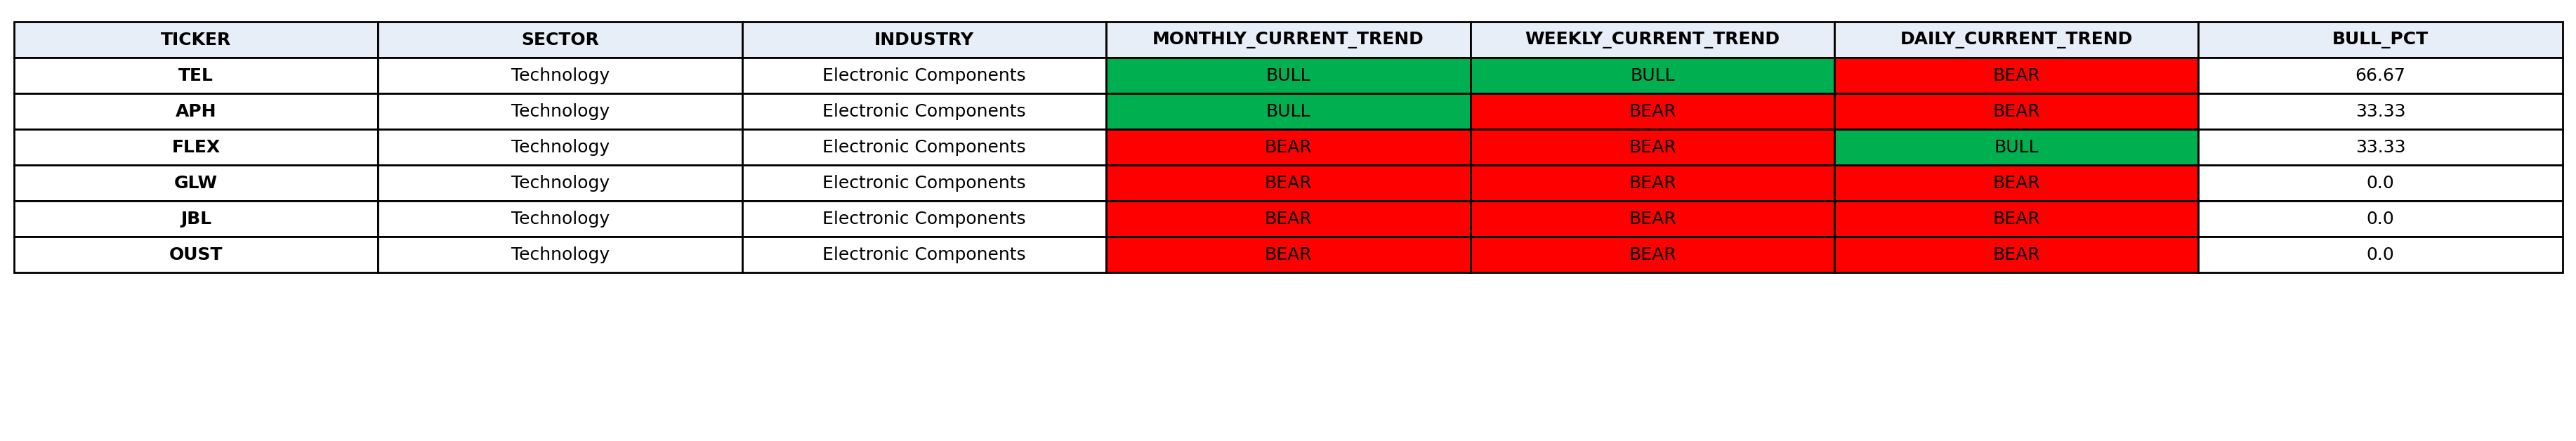 TICKER SECTOR INDUSTRY MONTHLY_CURRENT_TREND WEEKLY_CURRENT_TREND DAILY_CURRENT_TREND BULL_PCT
TEL Technology Electronic Components BULL BULL BEAR 66.67
APH Technology Electronic Components BULL BEAR BEAR 33.33
FLEX Technology Electronic Components BEAR BEAR BULL 33.33
GLW Technology Electronic Components BEAR BEAR BEAR 0.0
JBL Technology Electronic Components BEAR BEAR BEAR 0.0
OUST Technology Electronic Components BEAR BEAR BEAR 0.0